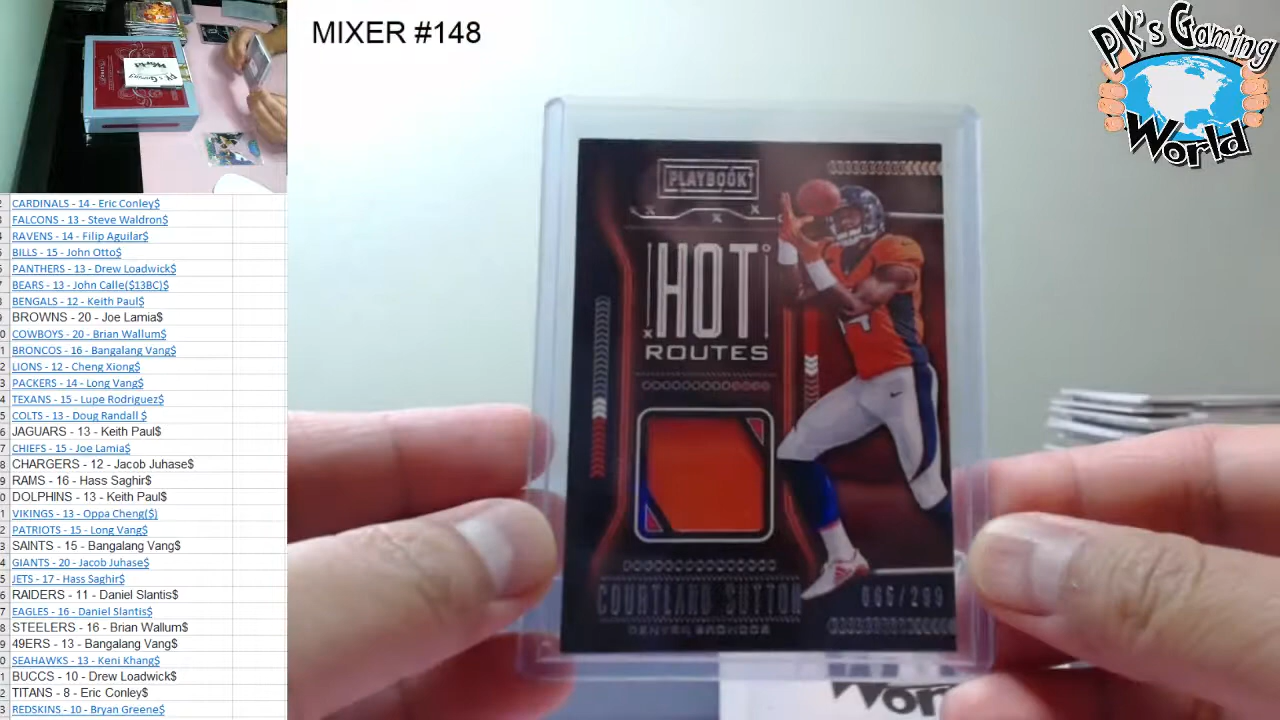 MIXER #148
PK's Gaming
World
PLAYBOOK
HOT
ROUTES
COURTLAND SUTTON
DENVER BRONCOS
065/299
CARDINALS - 14 - Eric Conley$
FALCONS - 13 - Steve Waldron$
RAVENS - 14 - Filip Aguilar$
BILLS - 15 - John Otto$
PANTHERS - 13 - Drew Loadwick$
BEARS - 13 - John Calle($13BC)$
BENGALS - 12 - Keith Paul$
BROWNS - 20 - Joe Lamia$
COWBOYS - 20 - Brian Wallum$
BRONCOS - 16 - Bangalang Vang$
LIONS - 12 - Cheng Xiong$
PACKERS - 14 - Long Vang$
TEXANS - 15 - Lupe Rodriguez$
COLTS - 13 - Doug Randall $
JAGUARS - 13 - Keith Paul$
CHIEFS - 15 - Joe Lamia$
CHARGERS - 12 - Jacob Juhase$
RAMS - 16 - Hass Saghir$
DOLPHINS - 13 - Keith Paul$
VIKINGS - 13 - Oppa Cheng($)
PATRIOTS - 15 - Long Vang$
SAINTS - 15 - Bangalang Vang$
GIANTS - 20 - Jacob Juhase$
JETS - 17 - Hass Saghir$
RAIDERS - 11 - Daniel Slantis$
EAGLES - 16 - Daniel Slantis$
STEELERS - 16 - Brian Wallum$
49ERS - 13 - Bangalang Vang$
SEAHAWKS - 13 - Keni Khang$
BUCCS - 10 - Drew Loadwick$
TITANS - 8 - Eric Conley$
REDSKINS - 10 - Bryan Greene$
World